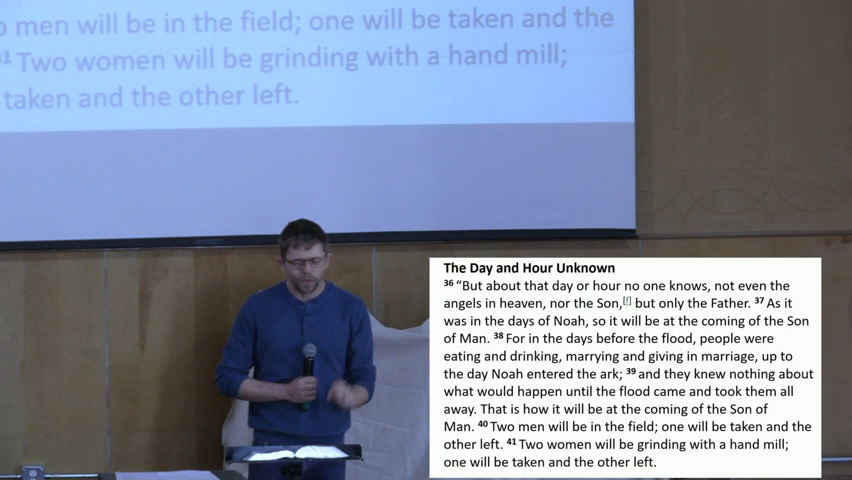 men will be in the field; one will be taken and the
41 Two women will be grinding with a hand mill;
taken and the other left.
The Day and Hour Unknown
36 “But about that day or hour no one knows, not even the
angels in heaven, nor the Son,[f] but only the Father. 37 As it
was in the days of Noah, so it will be at the coming of the Son
of Man. 38 For in the days before the flood, people were
eating and drinking, marrying and giving in marriage, up to
the day Noah entered the ark; 39 and they knew nothing about
what would happen until the flood came and took them all
away. That is how it will be at the coming of the Son of
Man. 40 Two men will be in the field; one will be taken and the
other left. 41 Two women will be grinding with a hand mill;
one will be taken and the other left.